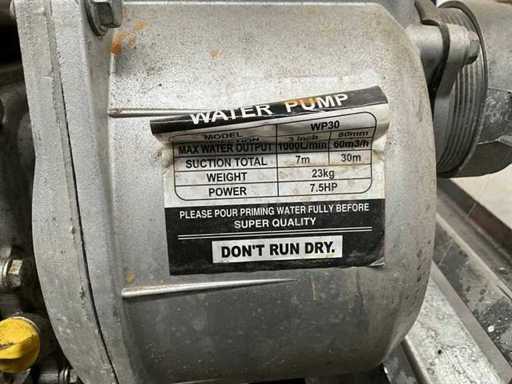 WATER PUMP
MODEL WP30
3 inch 80mm
MAX WATER OUTPUT 1000L/min 60m3/h
SUCTION TOTAL 7m 30m
WEIGHT 23kg
POWER 7.5HP
PLEASE POUR PRIMING WATER FULLY BEFORE
SUPER QUALITY
DON'T RUN DRY.